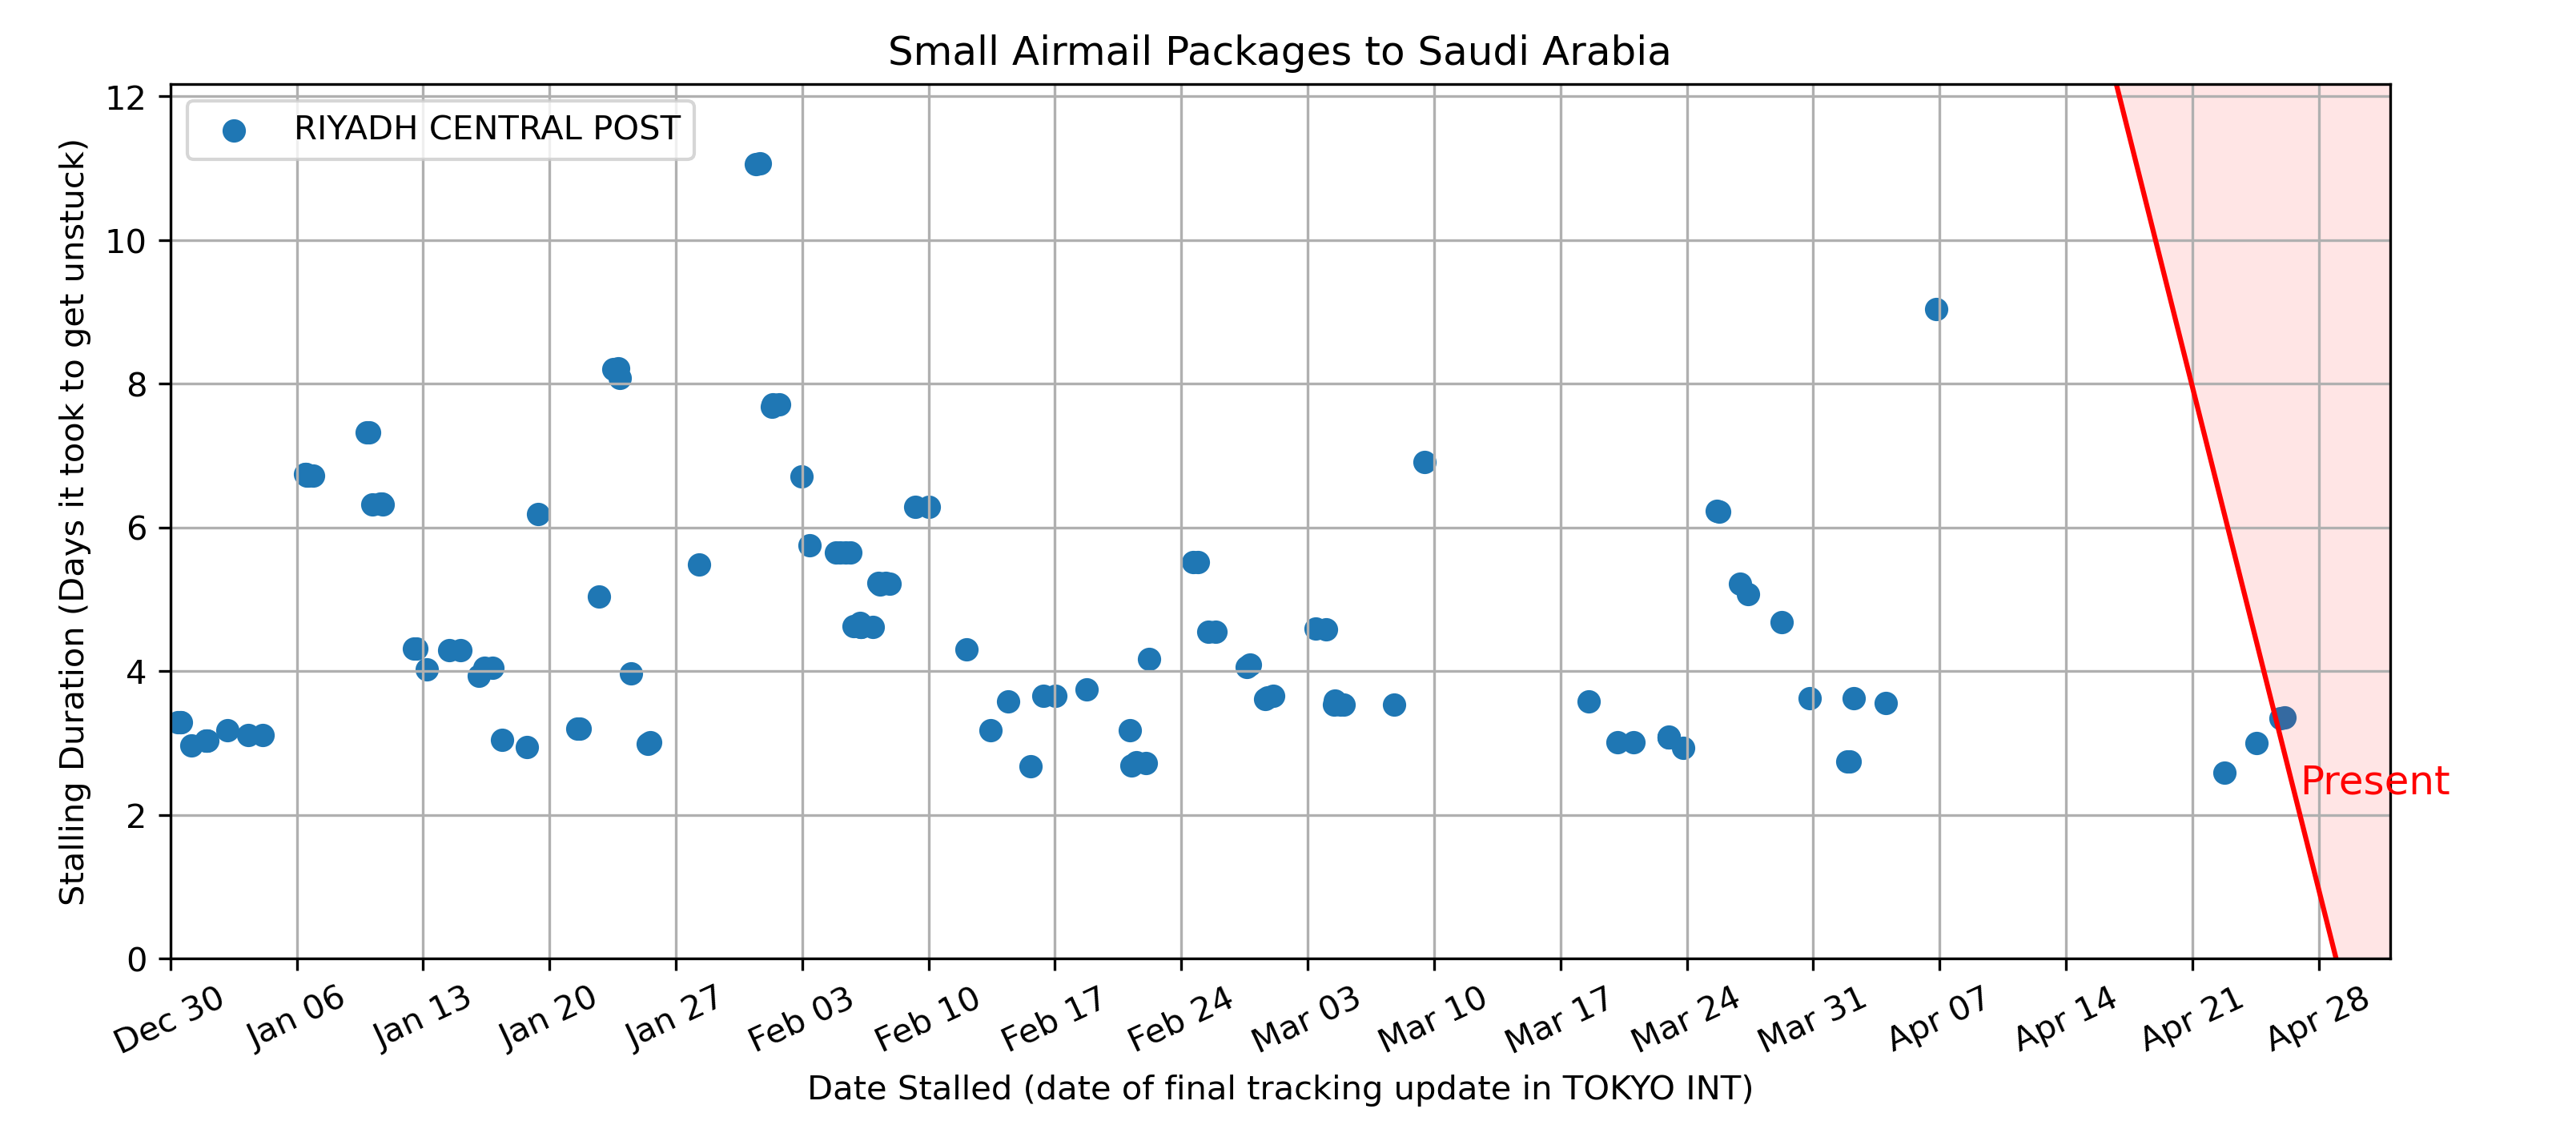 Small Airmail Packages to Saudi Arabia
RIYADH CENTRAL POST
Stalling Duration (Days it took to get unstuck)
12
10
8
6
4
2
0
Present
Dec 30
Jan 06
Jan 13
Jan 20
Jan 27
Feb 03
Feb 10
Feb 17
Feb 24
Mar 03
Mar 10
Mar 17
Mar 24
Mar 31
Apr 07
Apr 14
Apr 21
Apr 28
Date Stalled (date of final tracking update in TOKYO INT)